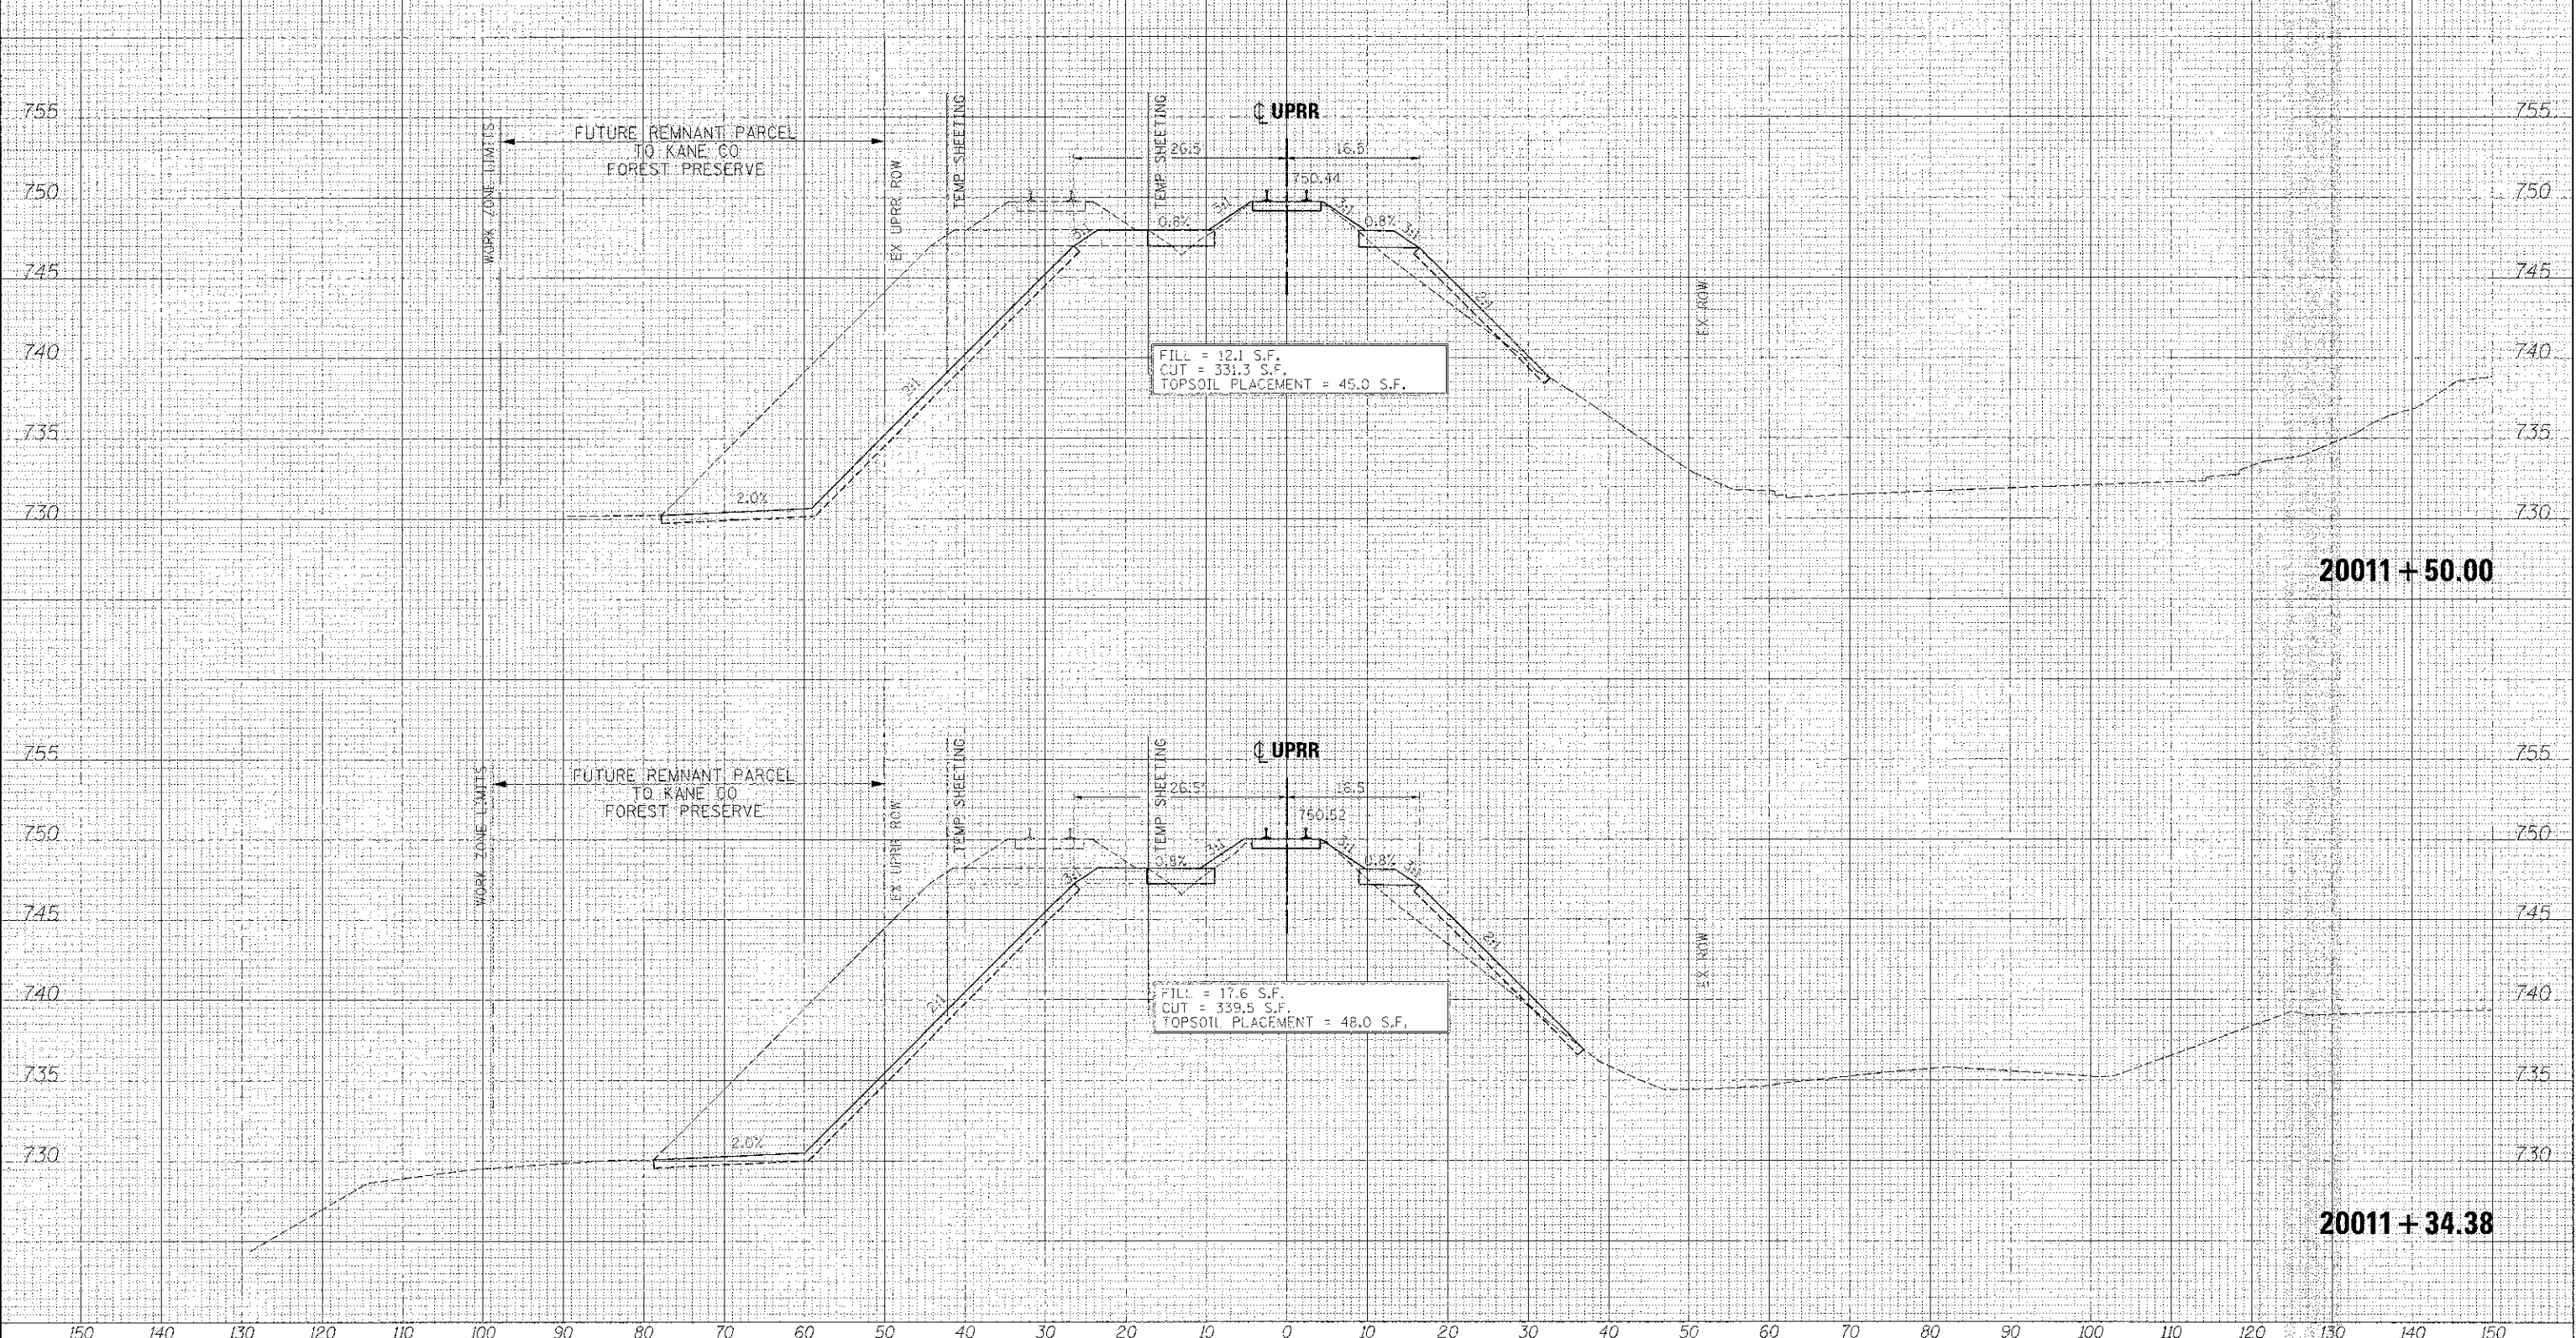 755
755
℄ UPRR
TEMP SHEETING
TEMP SHEETING
WORK ZONE LIMITS
FUTURE REMNANT PARCEL
TO KANE CO
FOREST PRESERVE
EX UPRR ROW
26.5
16.5
750.44
750
750
3:1
0.8%
3:1
3:1
0.8%
3:1
745
745
EX ROW
2:1
740
740
FILL = 12.1 S.F.
CUT = 331.3 S.F.
TOPSOIL PLACEMENT = 45.0 S.F.
2:1
735
735
2.0%
730
730
20011 + 50.00
755
755
℄ UPRR
TEMP SHEETING
TEMP SHEETING
WORK ZONE LIMITS
FUTURE REMNANT PARCEL
TO KANE CO
FOREST PRESERVE
EX UPRR ROW
26.5'
16.5
750.52
750
750
3:1
0.8%
3:1
3:1
0.8%
3:1
745
745
EX ROW
2:1
740
740
FILL = 17.6 S.F.
CUT = 339.5 S.F.
TOPSOIL PLACEMENT = 48.0 S.F.
2:1
735
735
2.0%
730
730
20011 + 34.38
150 140 130 120 110 100 90 80 70 60 50 40 30 20 10 0 10 20 30 40 50 60 70 80 90 100 110 120 130 140 150